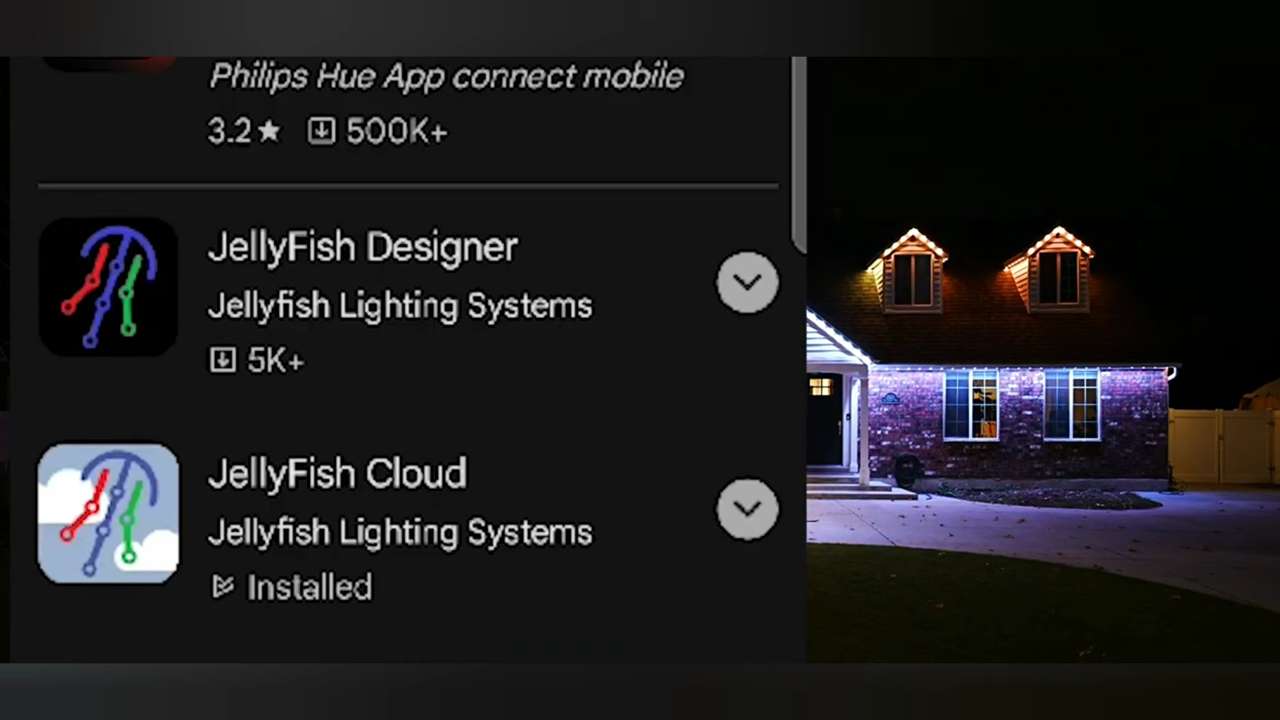 Philips Hue App connect mobile
3.2★ 500K+
JellyFish Designer
Jellyfish Lighting Systems
5K+
JellyFish Cloud
Jellyfish Lighting Systems
Installed